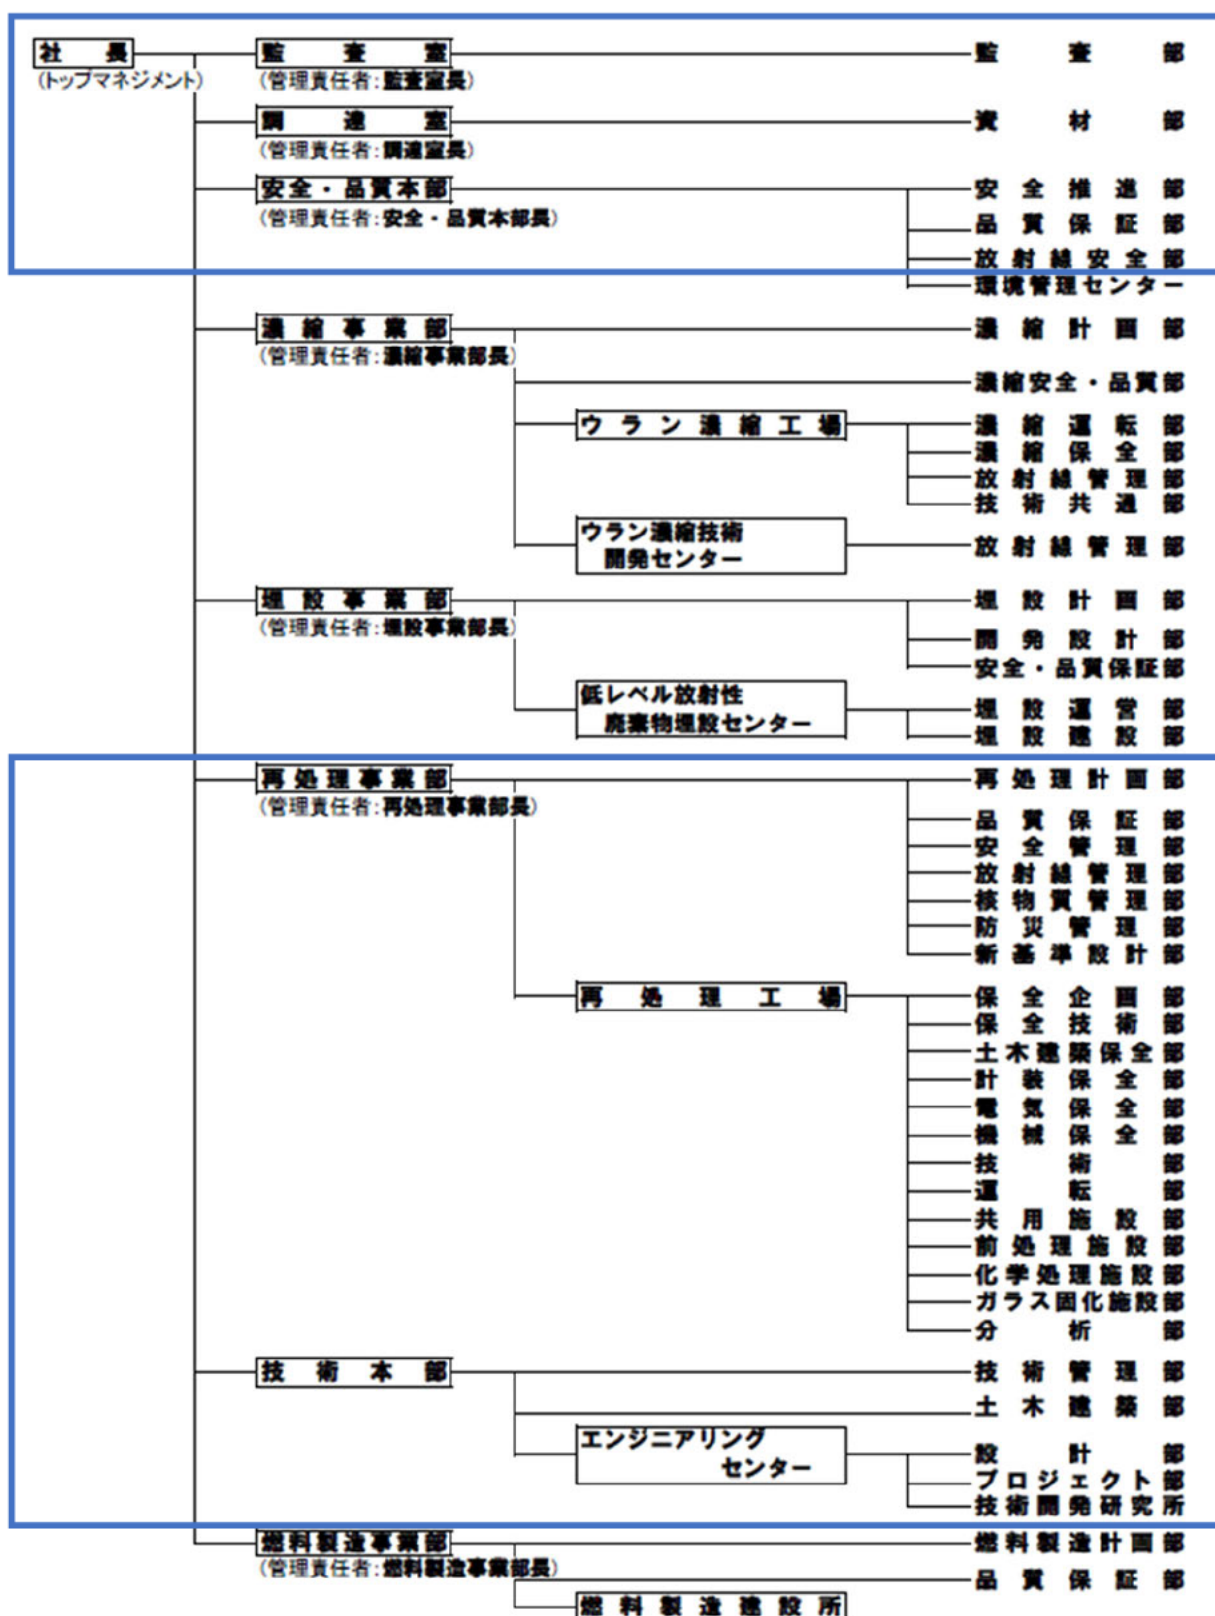 社長 監査室 監査部
(トップマネジメント) (管理責任者:監査室長)
調達室 資材部
(管理責任者:調達室長)
安全・品質本部 安全推進部
(管理責任者:安全・品質本部長) 品質保証部
放射線安全部
環境管理センター
濃縮事業部 濃縮計画部
(管理責任者:濃縮事業部長)
濃縮安全・品質部
ウラン濃縮工場 濃縮運転部
濃縮保全部
放射線管理部
技術共通部
ウラン濃縮技術
開発センター 放射線管理部
埋設事業部 埋設計画部
(管理責任者:埋設事業部長) 開発設計部
安全・品質保証部
低レベル放射性
廃棄物埋設センター 埋設運営部
埋設建設部
再処理事業部 再処理計画部
(管理責任者:再処理事業部長) 品質保証部
安全管理部
放射線管理部
核物質管理部
防災管理部
新基準設計部
再処理工場 保全企画部
保全技術部
土木建築保全部
計装保全部
電気保全部
機械保全部
技術部
運転部
共用施設部
前処理施設部
化学処理施設部
ガラス固化施設部
分析部
技術本部 技術管理部
土木建築部
エンジニアリング
センター 設計部
プロジェクト部
技術開発研究所
燃料製造事業部 燃料製造計画部
(管理責任者:燃料製造事業部長) 品質保証部
燃料製造建設所